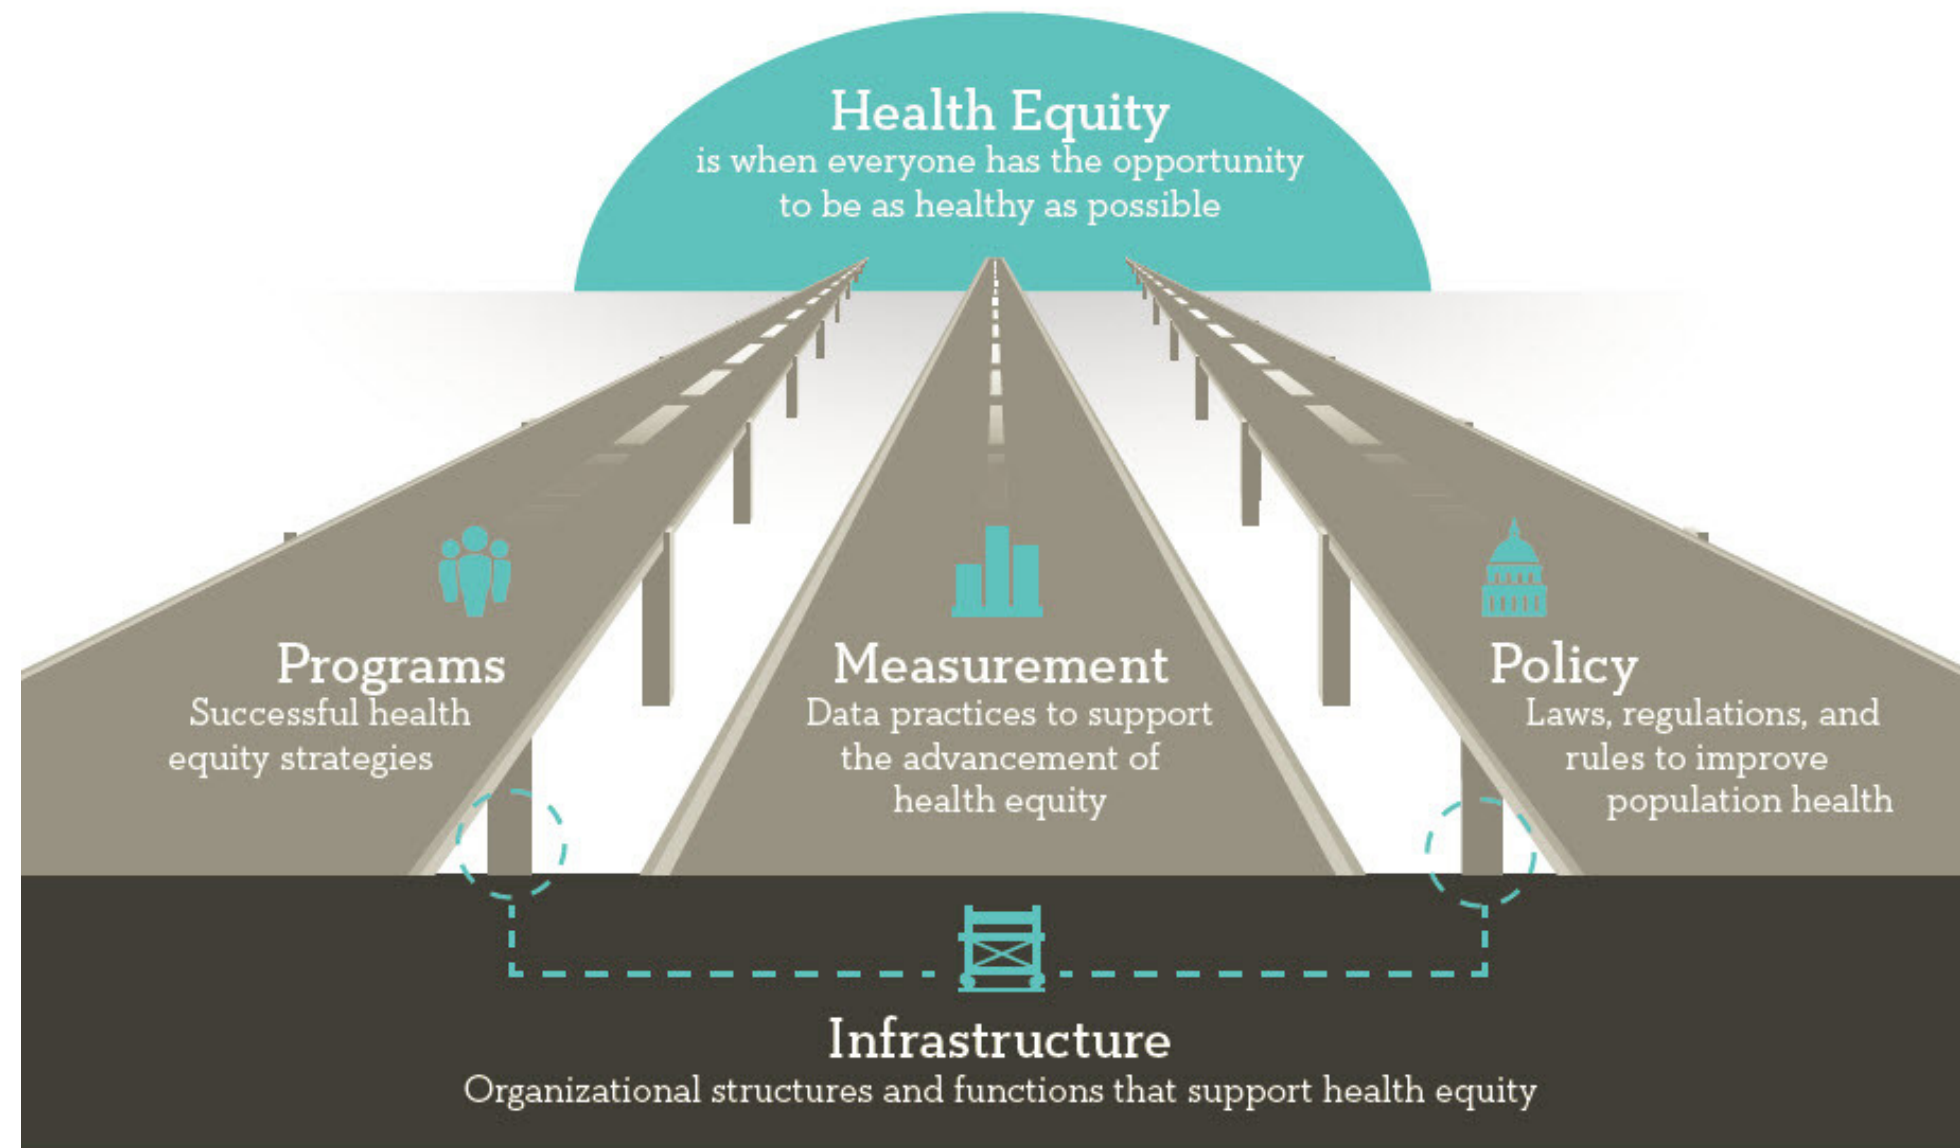 Health Equity
is when everyone has the opportunity
to be as healthy as possible
Programs
Successful health
equity strategies
Measurement
Data practices to support
the advancement of
health equity
Policy
Laws, regulations, and
rules to improve
population health
Infrastructure
Organizational structures and functions that support health equity